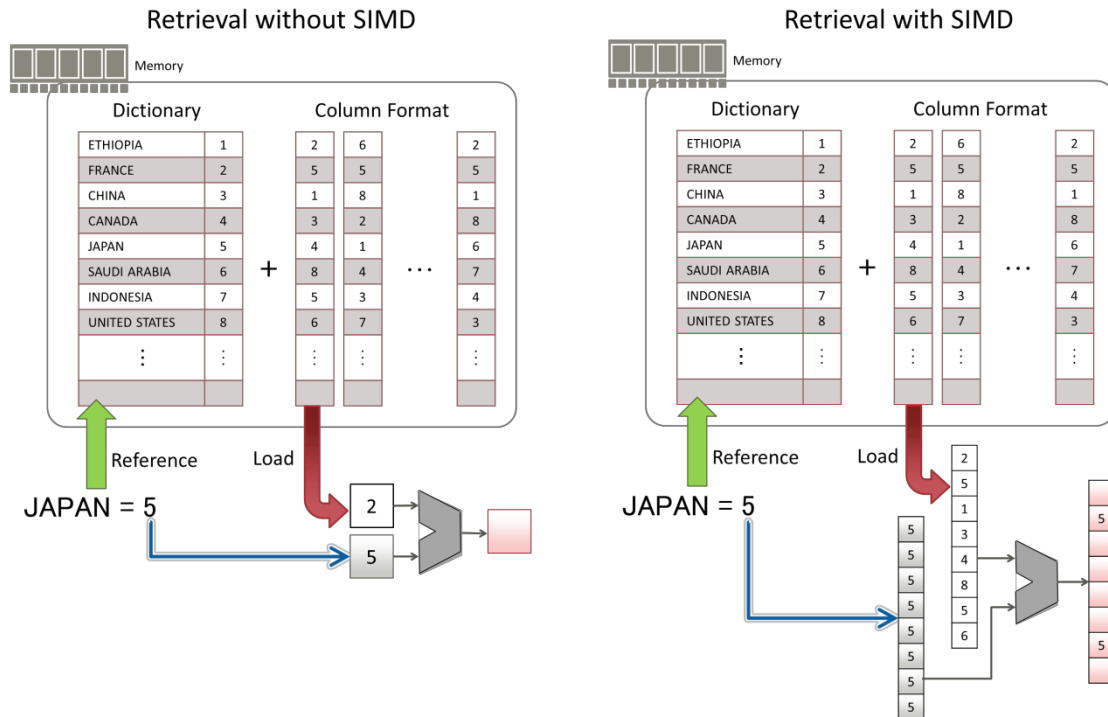 Retrieval without SIMD
Memory
Dictionary Column Format
ETHIOPIA 1 2 6 2
FRANCE 2 5 5 5
CHINA 3 1 8 1
CANADA 4 3 2 8
JAPAN 5 4 1 6
SAUDI ARABIA 6 + 8 4 ... 7
INDONESIA 7 5 3 4
UNITED STATES 8 6 7 3
⋮ ⋮ ⋮ ⋮ ⋮
Reference
Load
JAPAN = 5
2
5
Retrieval with SIMD
Memory
Dictionary Column Format
ETHIOPIA 1 2 6 2
FRANCE 2 5 5 5
CHINA 3 1 8 1
CANADA 4 3 2 8
JAPAN 5 4 1 6
SAUDI ARABIA 6 + 8 4 ... 7
INDONESIA 7 5 3 4
UNITED STATES 8 6 7 3
⋮ ⋮ ⋮ ⋮ ⋮
Reference
Load
JAPAN = 5
2
5
1
3
4
8
5
6
5
5
5
5
5
5
5
5
5
5